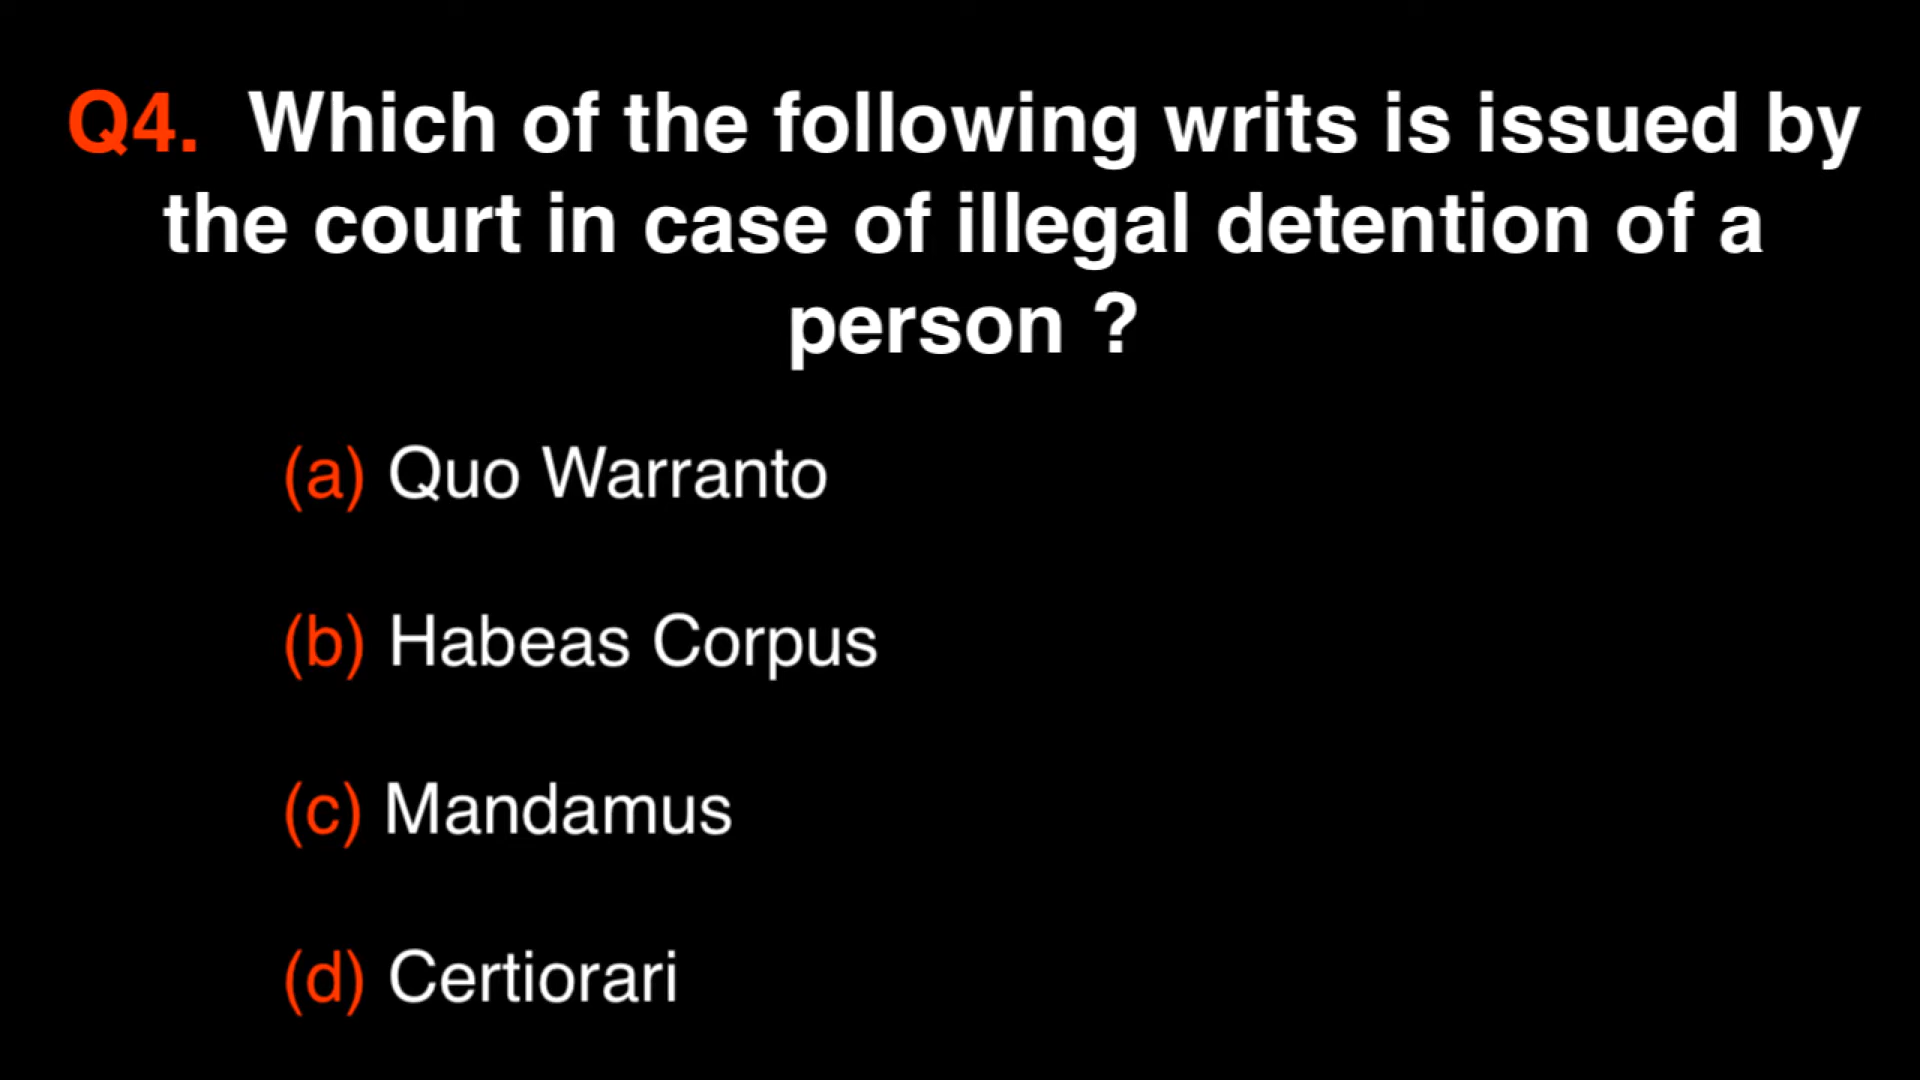 Q4. Which of the following writs is issued by
the court in case of illegal detention of a
person ?
(a) Quo Warranto
(b) Habeas Corpus
(c) Mandamus
(d) Certiorari